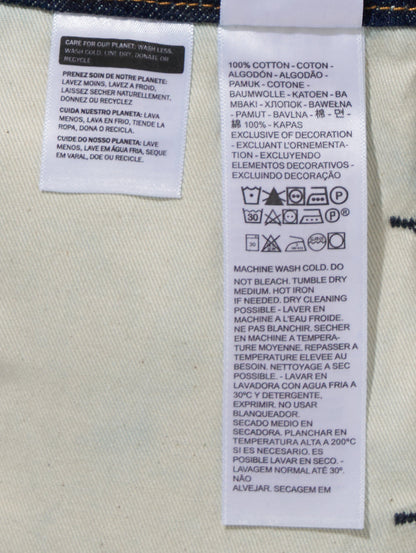 CARE FOR OUR PLANET: WASH LESS,
WASH COLD, LINE DRY, DONATE OR
RECYCLE
PRENEZ SOIN DE NOTRE PLANETE:
LAVEZ MOINS, LAVEZ A FROID,
LAISSEZ SECHER NATURELLEMENT.
DONNEZ OU RECYCLEZ
CUIDA NUESTRO PLANETA: LAVA
MENOS, LAVA EN FRIO, TIENDE LA
ROPA, DONA O RECICLA.
CUIDE DO NOSSO PLANETA: LAVE
MENOS, LAVE EM ÁGUA FRIA, SEQUE
EM VARAL, DOE OU RECICLE.
100% COTTON - COTON -
ALGODÓN - ALGODÃO -
PAMUK - COTONE -
BAUMWOLLE - KATOEN - BA
MBAKI - ХЛОПОК - BAWEŁNA
- PAMUT - BAVLNA - 棉 - 면 -
綿 100% - KAPAS
EXCLUSIVE OF DECORATION
- EXCLUANT L'ORNEMENTA-
TION - EXCLUYENDO
ELEMENTOS DECORATIVOS -
EXCLUINDO DECORAÇÃO
P
30 P
30
MACHINE WASH COLD. DO
NOT BLEACH. TUMBLE DRY
MEDIUM. HOT IRON
IF NEEDED. DRY CLEANING
POSSIBLE - LAVER EN
MACHINE A L'EAU FROIDE.
NE PAS BLANCHIR. SECHER
EN MACHINE A TEMPERA-
TURE MOYENNE. REPASSER A
TEMPERATURE ELEVEE AU
BESOIN. NETTOYAGE A SEC
POSSIBLE. - LAVAR EN
LAVADORA CON AGUA FRIA A
30ºC Y DETERGENTE,
EXPRIMIR. NO USAR
BLANQUEADOR.
SECADO MEDIO EN
SECADORA. PLANCHAR EN
TEMPERATURA ALTA A 200ºC
SI ES NECESARIO. ES
POSIBLE LAVAR EN SECO. -
LAVAGEM NORMAL ATÉ 30º.
NÃO
ALVEJAR. SECAGEM EM